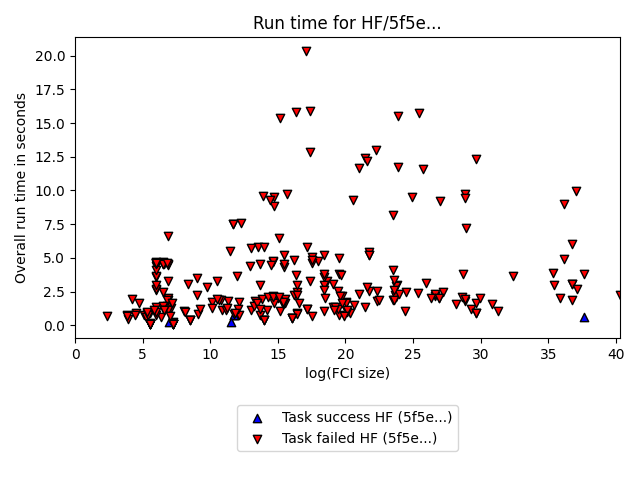 Run time for HF/5f5e...
Overall run time in seconds
20.0
17.5
15.0
12.5
10.0
7.5
5.0
2.5
0.0
0 5 10 15 20 25 30 35 40
log(FCI size)
Task success HF (5f5e...)
Task failed HF (5f5e...)